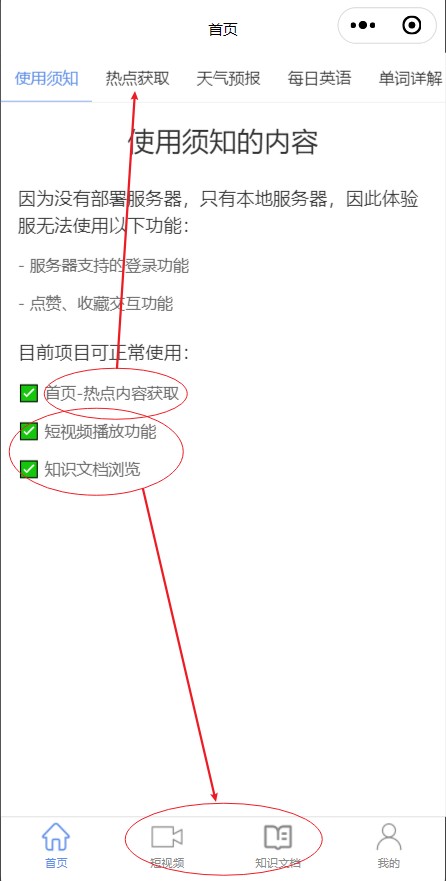 首页
使用须知 热点获取 天气预报 每日英语 单词详解
使用须知的内容
因为没有部署服务器，只有本地服务器，因此体验
服无法使用以下功能：
- 服务器支持的登录功能
- 点赞、收藏交互功能
目前项目可正常使用：
✅ 首页-热点内容获取
✅ 短视频播放功能
✅ 知识文档浏览
首页 短视频 知识文档 我的